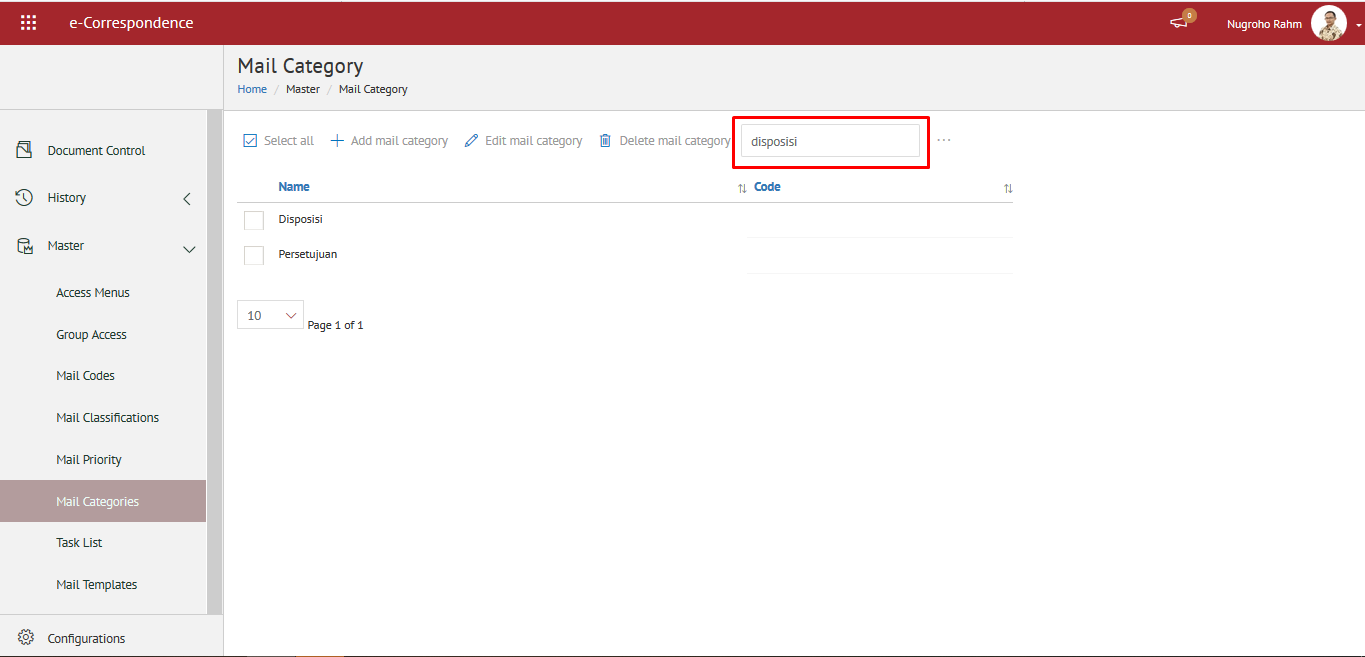 e-Correspondence
0
Nugroho Rahm
Mail Category
Home / Master / Mail Category
Document Control
History
Master
Access Menus
Group Access
Mail Codes
Mail Classifications
Mail Priority
Mail Categories
Task List
Mail Templates
Configurations
Select all Add mail category Edit mail category Delete mail category disposisi ...
Name Code
Disposisi
Persetujuan
10 Page 1 of 1